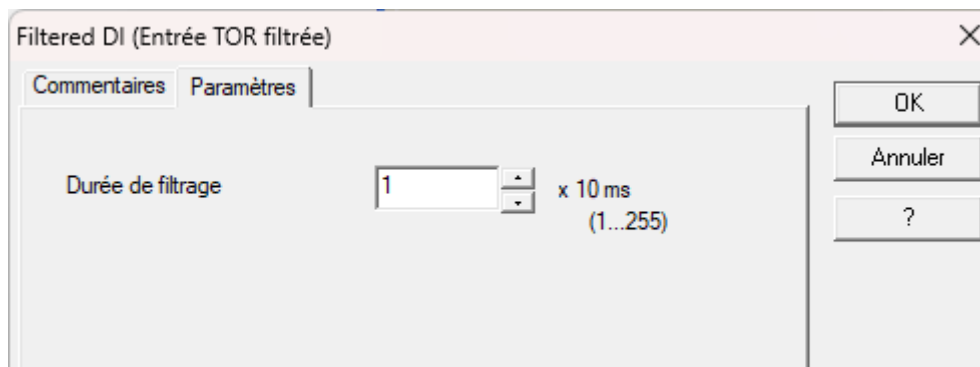 Filtered DI (Entrée TOR filtrée)
Commentaires
Paramètres
OK
Annuler
?
Durée de filtrage
1
x 10 ms
(1...255)